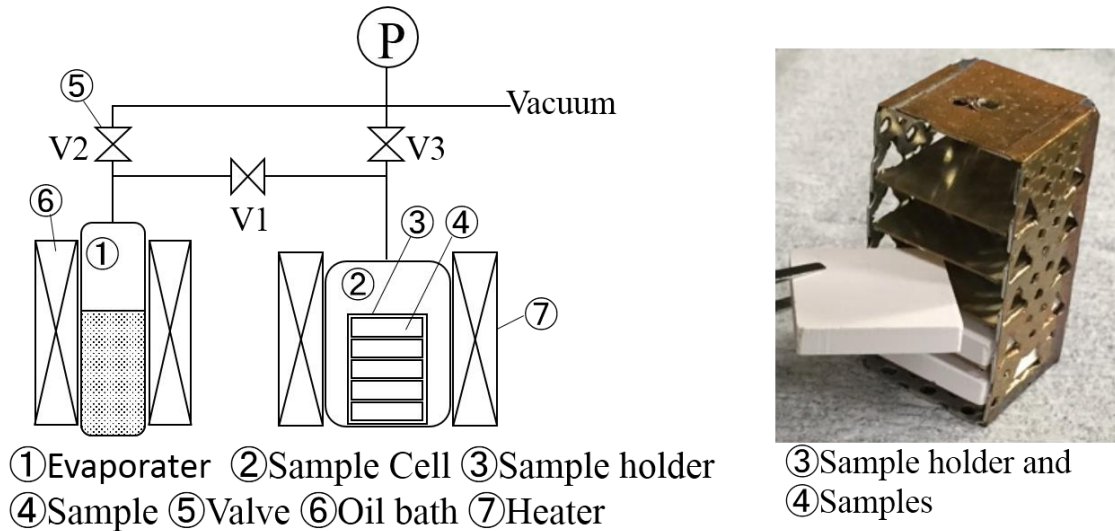 P
⑤
Vacuum
V2
V3
⑥
V1
①
③
④
②
⑦
①Evaporater ②Sample Cell ③Sample holder
④Sample ⑤Valve ⑥Oil bath ⑦Heater
③Sample holder and
④Samples